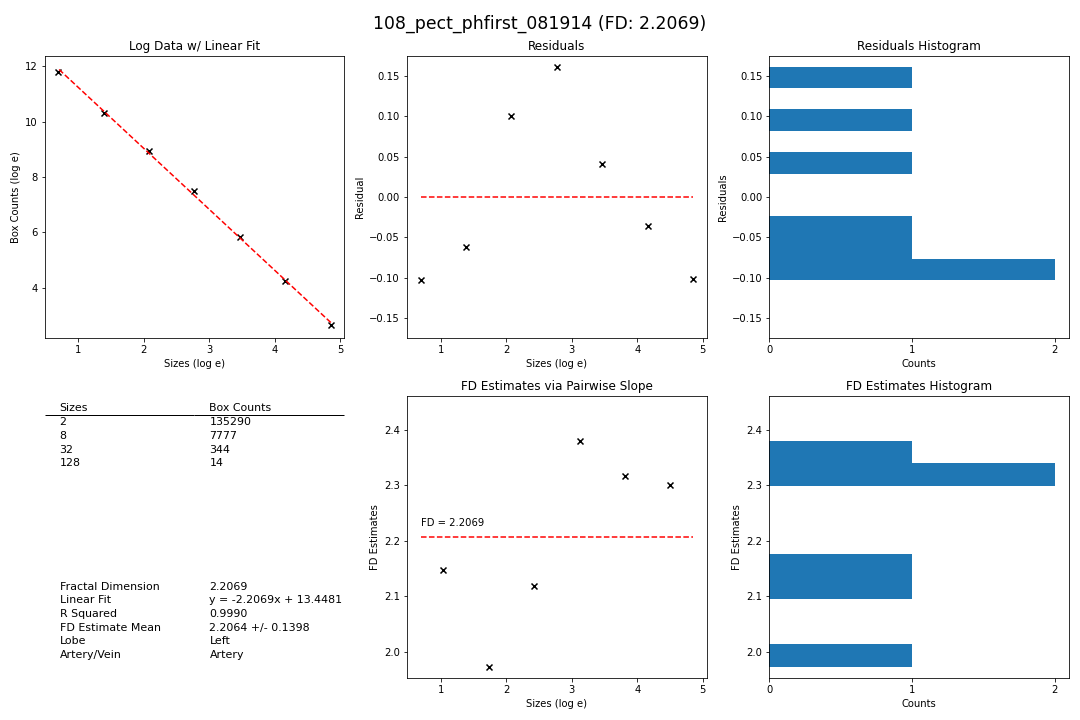 108_pect_phfirst_081914 (FD: 2.2069)
Log Data w/ Linear Fit
Box Counts (log e)
12
10
8
6
4
1 2 3 4 5
Sizes (log e)
Residuals
Residual
0.15
0.10
0.05
0.00
−0.05
−0.10
−0.15
1 2 3 4 5
Sizes (log e)
Residuals Histogram
Residuals
0.15
0.10
0.05
0.00
−0.05
−0.10
−0.15
0 1 2
Counts
Sizes Box Counts
2 135290
8 7777
32 344
128 14
Fractal Dimension 2.2069
Linear Fit y = -2.2069x + 13.4481
R Squared 0.9990
FD Estimate Mean 2.2064 +/- 0.1398
Lobe Left
Artery/Vein Artery
FD Estimates via Pairwise Slope
FD Estimates
2.4
2.3
2.2
2.1
2.0
FD = 2.2069
1 2 3 4 5
Sizes (log e)
FD Estimates Histogram
FD Estimates
2.4
2.3
2.2
2.1
2.0
0 1 2
Counts